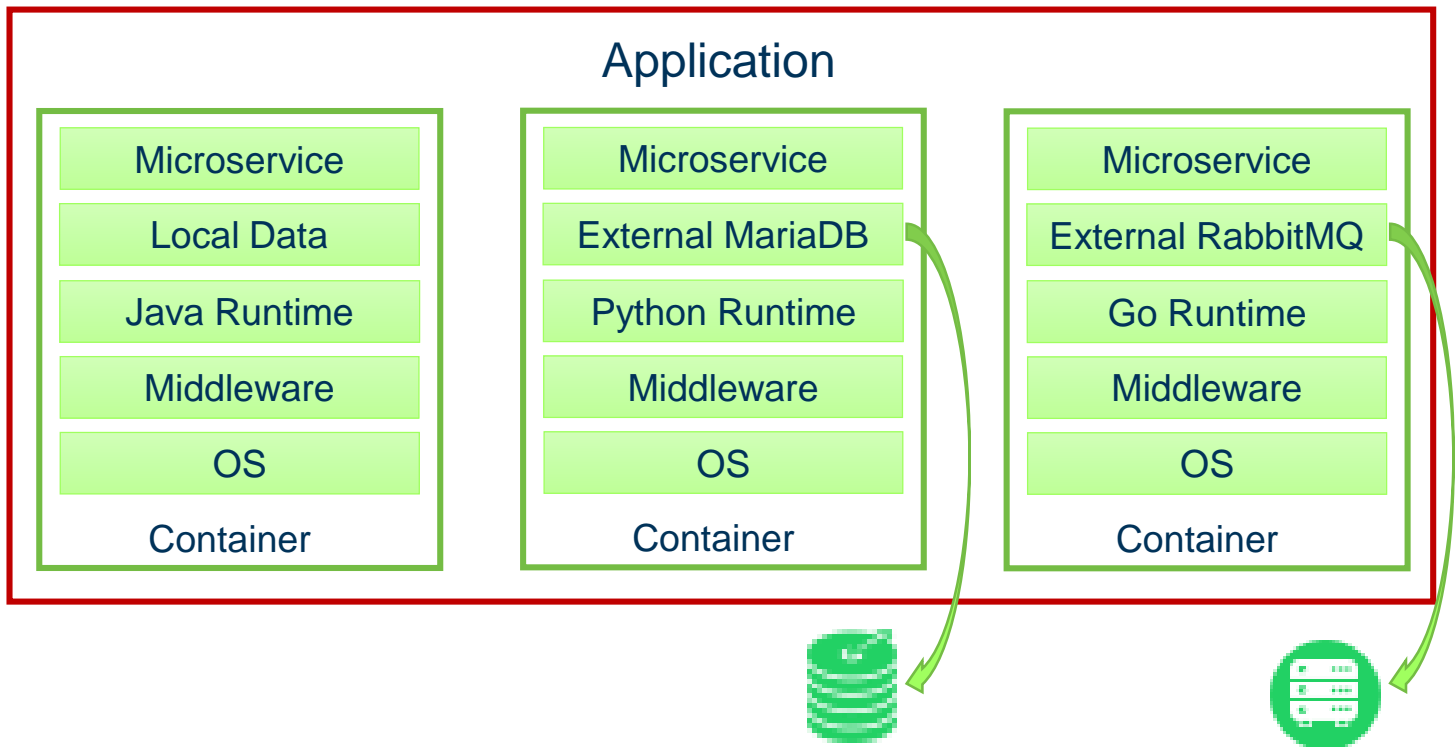 Application
Microservice
Local Data
Java Runtime
Middleware
OS
Container
Microservice
External MariaDB
Python Runtime
Middleware
OS
Container
Microservice
External RabbitMQ
Go Runtime
Middleware
OS
Container